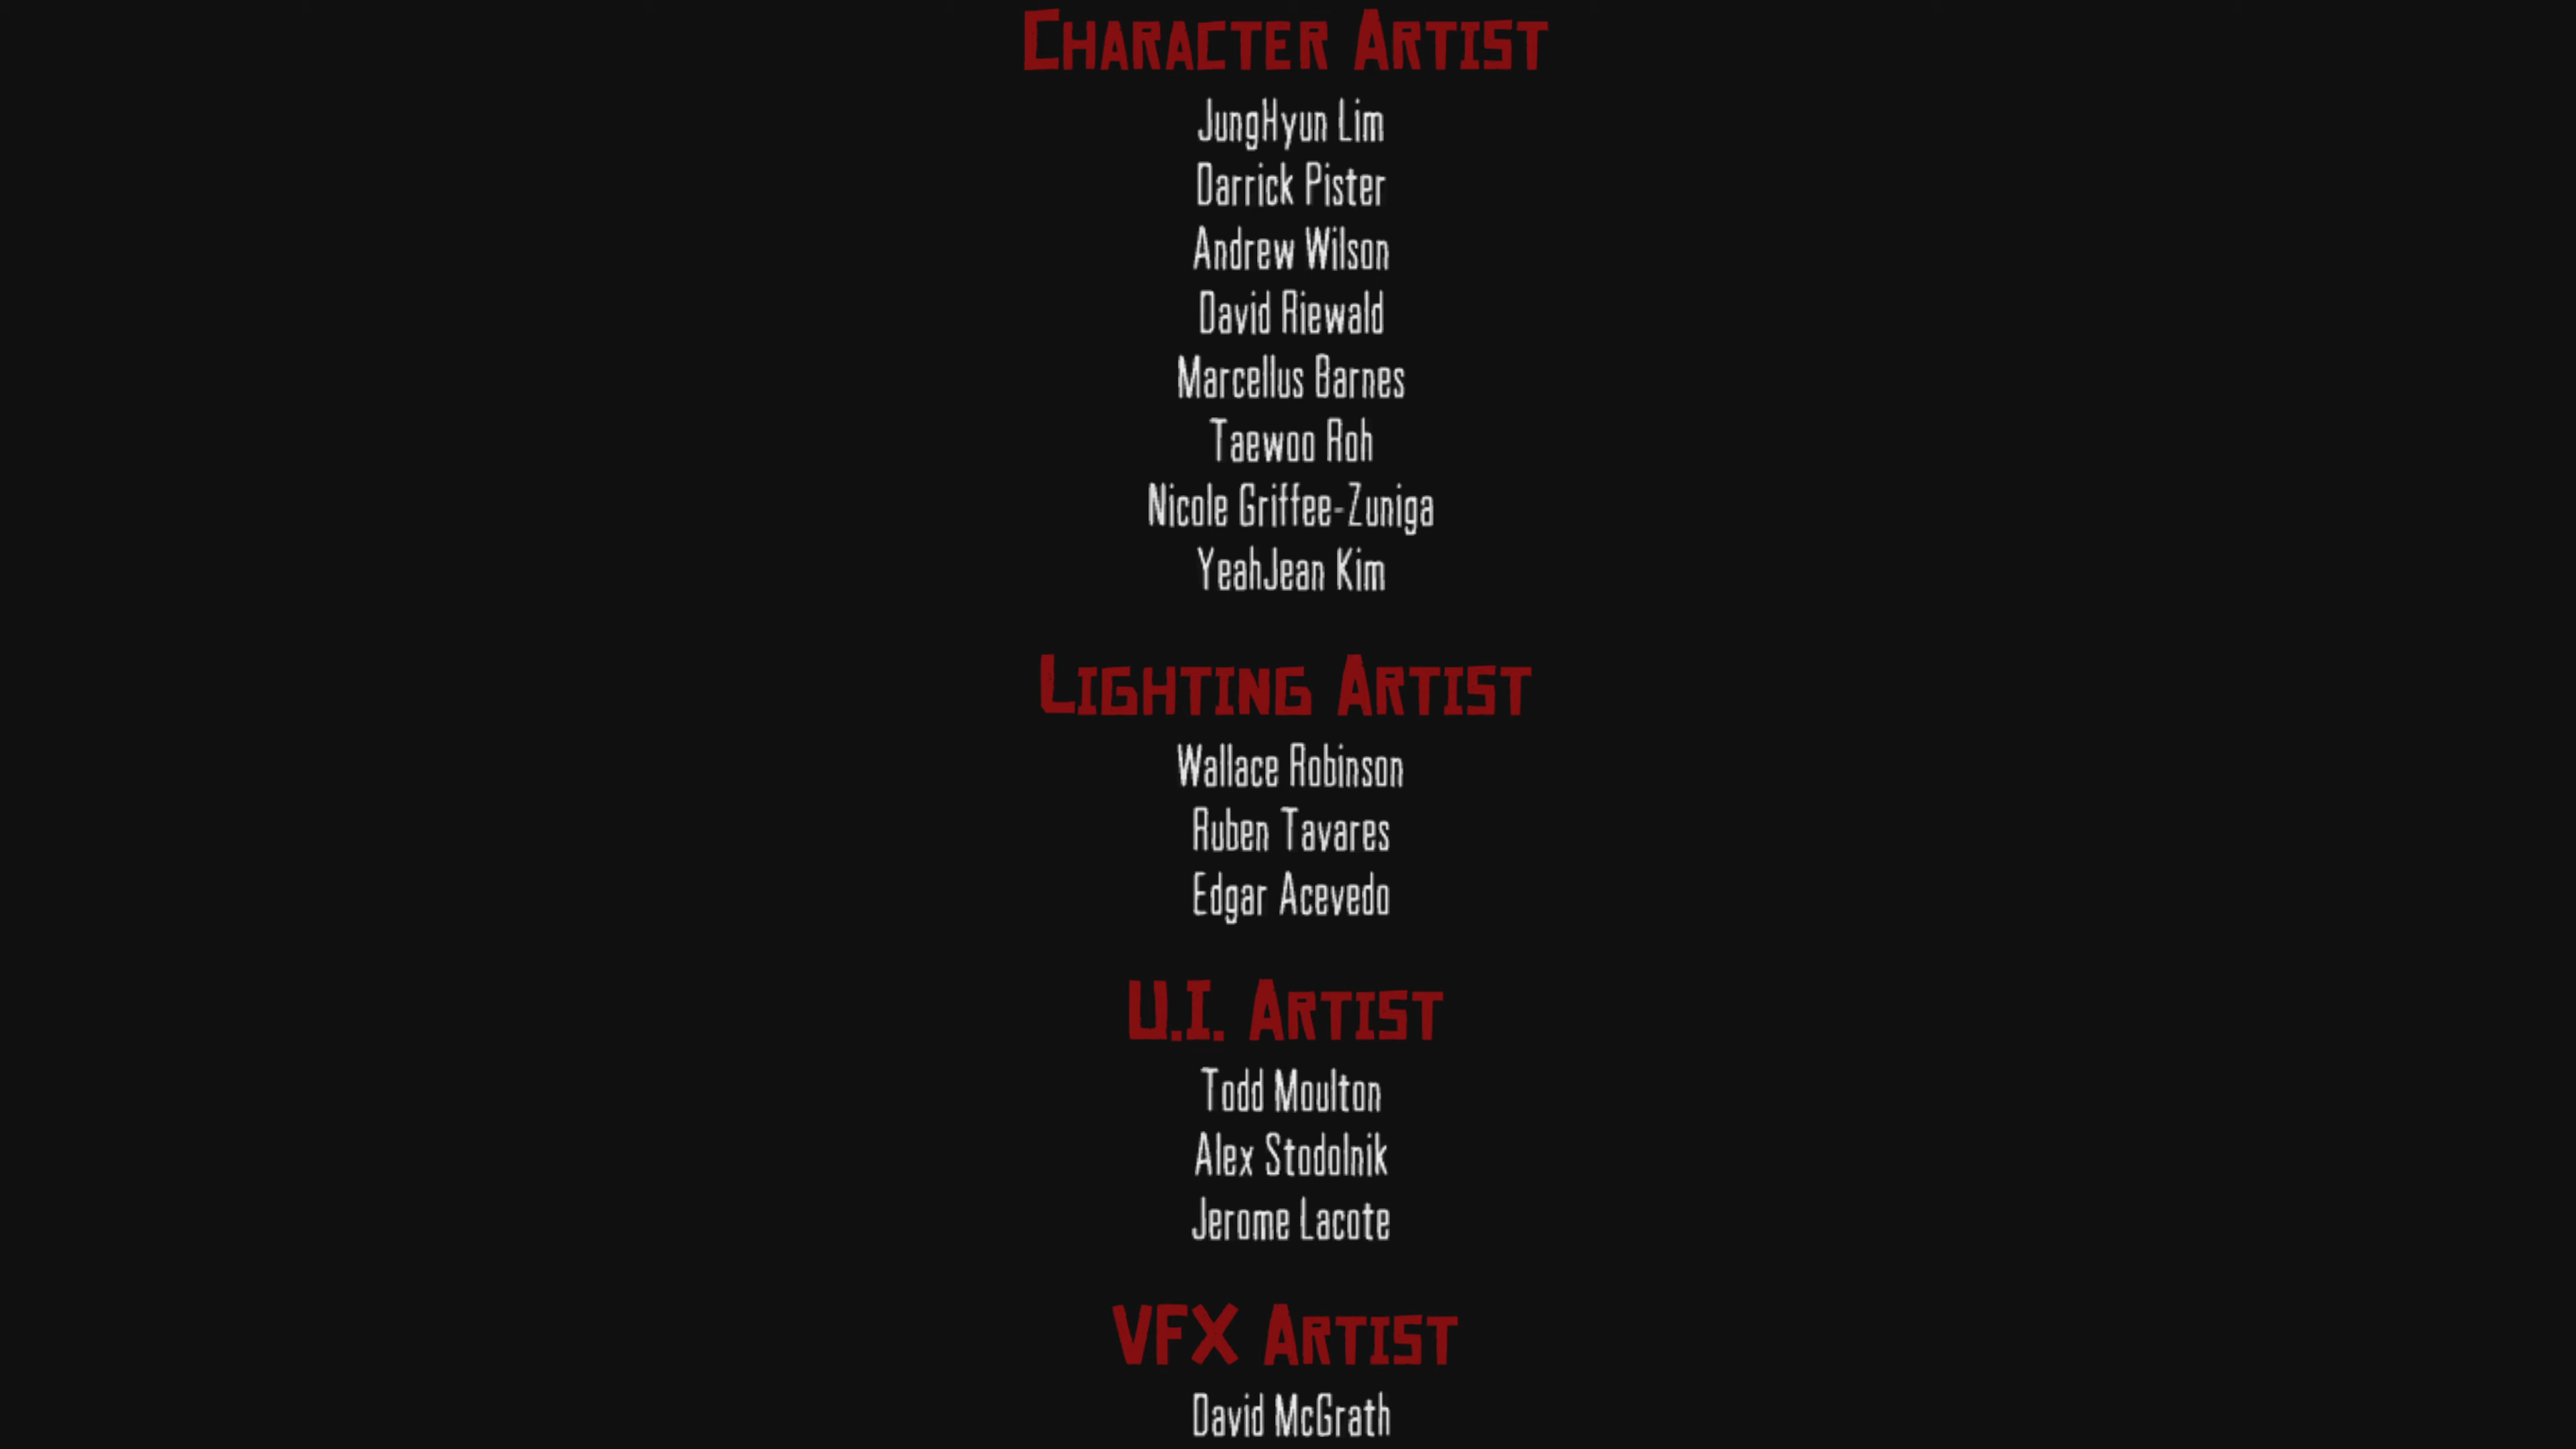 Character Artist
JungHyun Lim
Darrick Pister
Andrew Wilson
David Riewald
Marcellus Barnes
Taewoo Roh
Nicole Griffee-Zuniga
YeahJean Kim
Lighting Artist
Wallace Robinson
Ruben Tavares
Edgar Acevedo
U.I. Artist
Todd Moulton
Alex Stodolnik
Jerome Lacote
VFX Artist
David McGrath